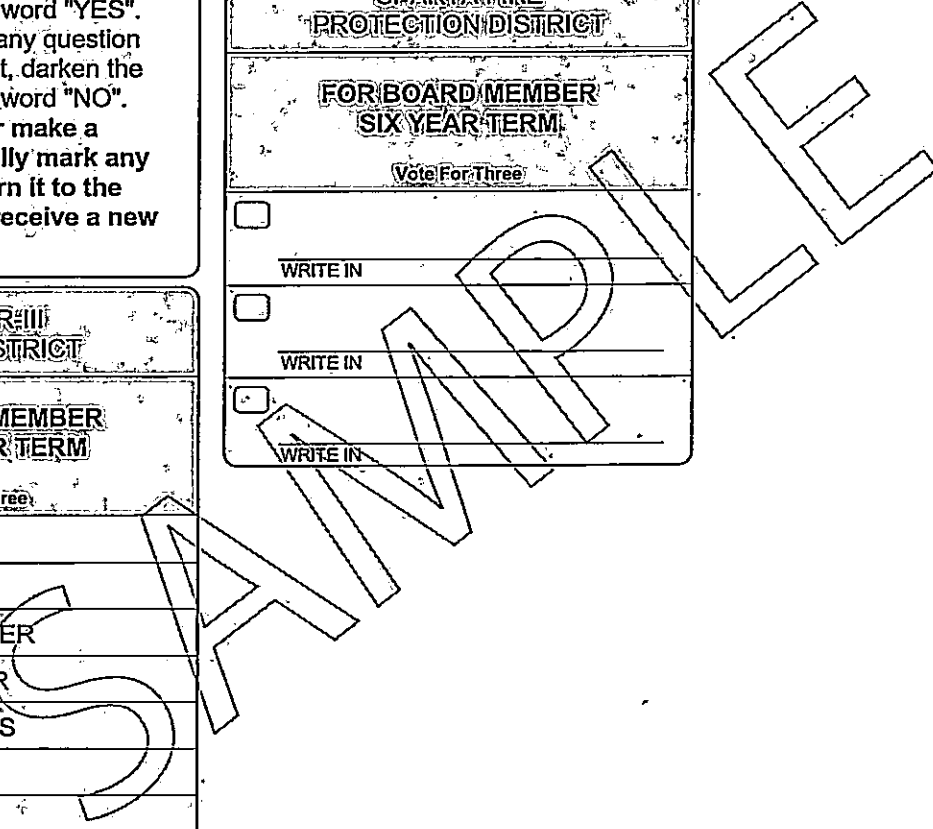 word "YES".
any question
t, darken the
word "NO".
r make a
lly mark any
rn it to the
receive a new
R-III
STRICT
MEMBER
R TERM
ree
ER
R
S
PROTECTION DISTRICT
FOR BOARD MEMBER
SIX YEAR TERM
Vote For Three
WRITE IN
WRITE IN
WRITE IN
SAMPLE